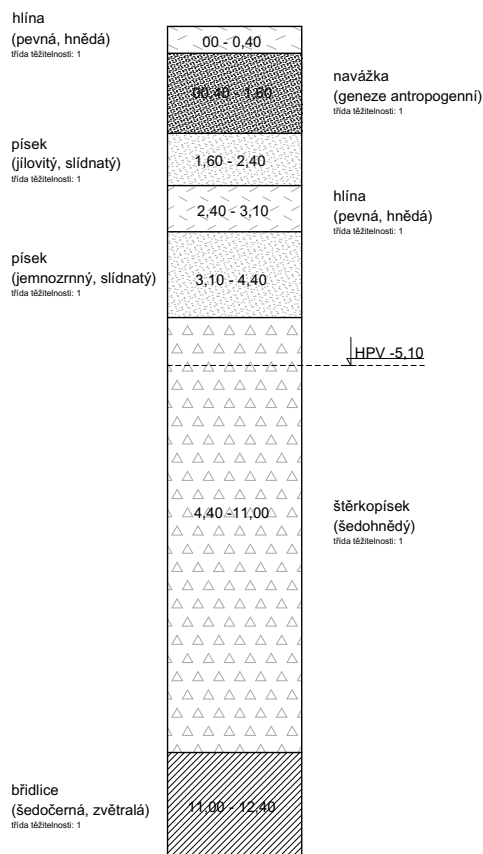 hlína
(pevná, hnědá)
třída těžitelnosti: 1
00 - 0,40
navážka
(geneze antropogenní)
třída těžitelnosti: 1
00,40 - 1,60
písek
(jílovitý, slídnatý)
třída těžitelnosti: 1
1,60 - 2,40
hlína
(pevná, hnědá)
třída těžitelnosti: 1
2,40 - 3,10
písek
(jemnozrnný, slídnatý)
třída těžitelnosti: 1
3,10 - 4,40
HPV -5,10
4,40 -11,00
štěrkopísek
(šedohnědý)
třída těžitelnosti: 1
břidlice
(šedočerná, zvětralá)
třída těžitelnosti: 1
11,00 - 12,40